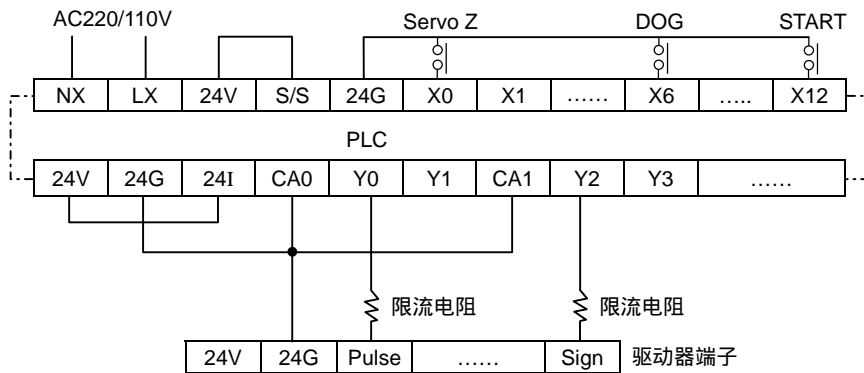 AC220/110V
Servo Z DOG START
NX LX 24V S/S 24G X0 X1 …… X6 ….. X12
PLC
24V 24G 24I CA0 Y0 Y1 CA1 Y2 Y3 ……
限流电阻 限流电阻
24V 24G Pulse …… Sign 驱动器端子